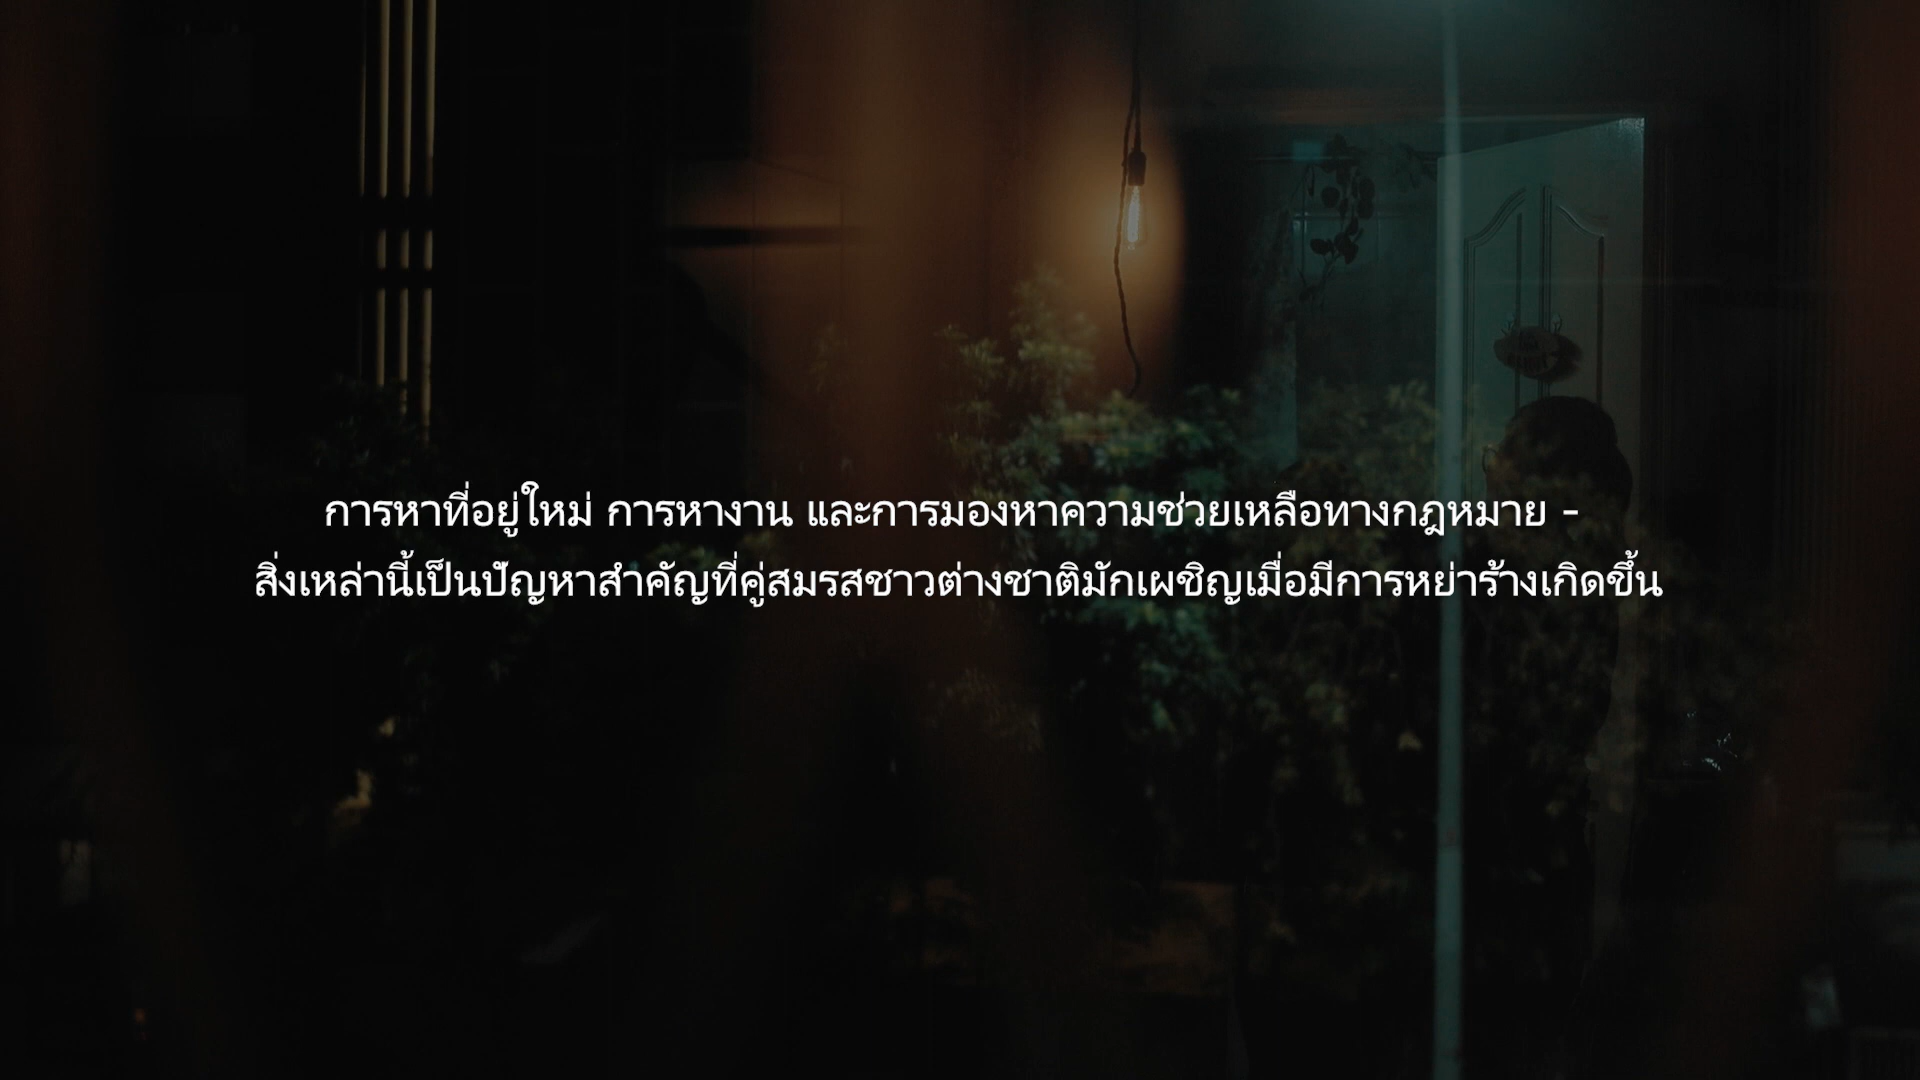 การหาที่อยู่ใหม่ การหางาน และการมองหาความช่วยเหลือทางกฎหมาย -
สิ่งเหล่านี้เป็นปัญหาสำคัญที่คู่สมรสชาวต่างชาติมักเผชิญเมื่อมีการหย่าร้างเกิดขึ้น